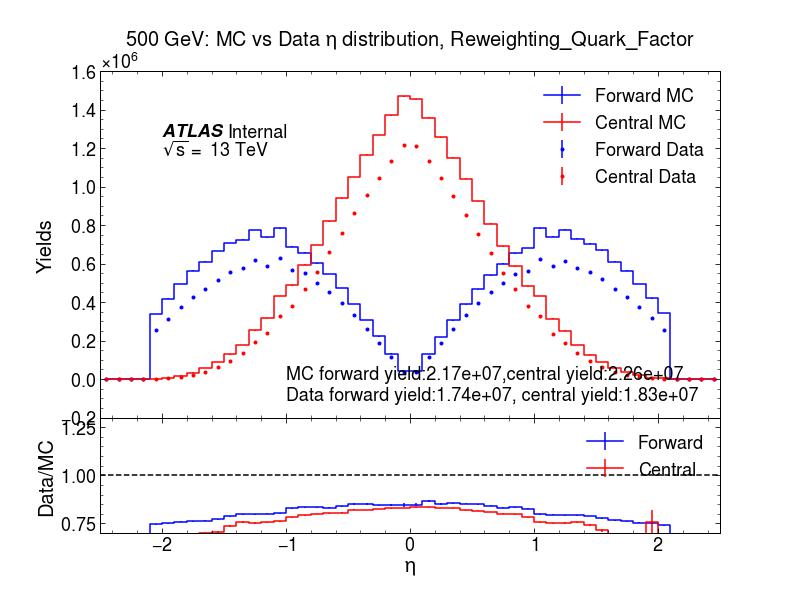 500 GeV: MC vs Data η distribution, Reweighting_Quark_Factor
×10⁶
1.6
1.4
1.2
1.0
0.8
0.6
0.4
0.2
0.0
0.2
Yields
ATLAS Internal
√s = 13 TeV
Forward MC
Central MC
Forward Data
Central Data
MC forward yield:2.17e+07,central yield:2.26e+07
Data forward yield:1.74e+07, central yield:1.83e+07
1.25
1.00
0.75
Data/MC
Forward
Central
−2 −1 0 1 2
η